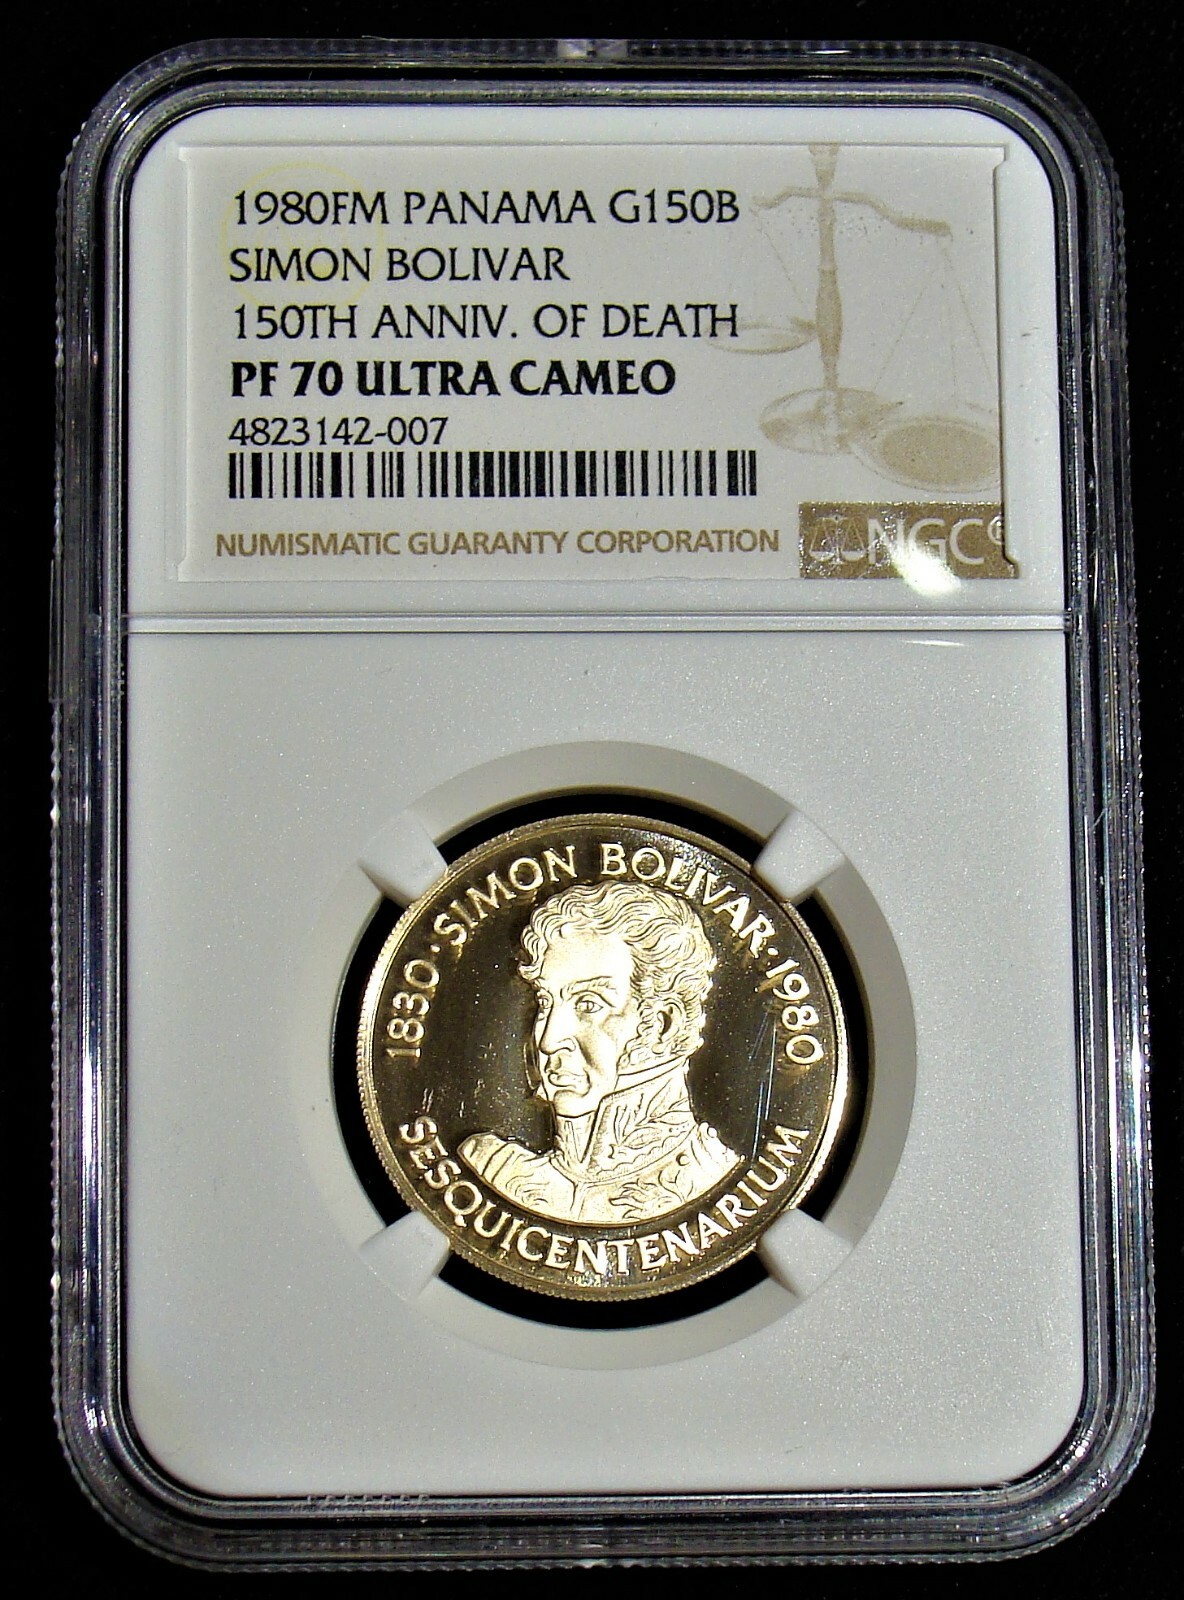 1980FM PANAMA G150B
SIMON BOLIVAR
150TH ANNIV. OF DEATH
PF 70 ULTRA CAMEO
4823142-007
NUMISMATIC GUARANTY CORPORATION
NGC®
1830 · SIMON BOLIVAR · 1980
SESQUICENTENARIUM